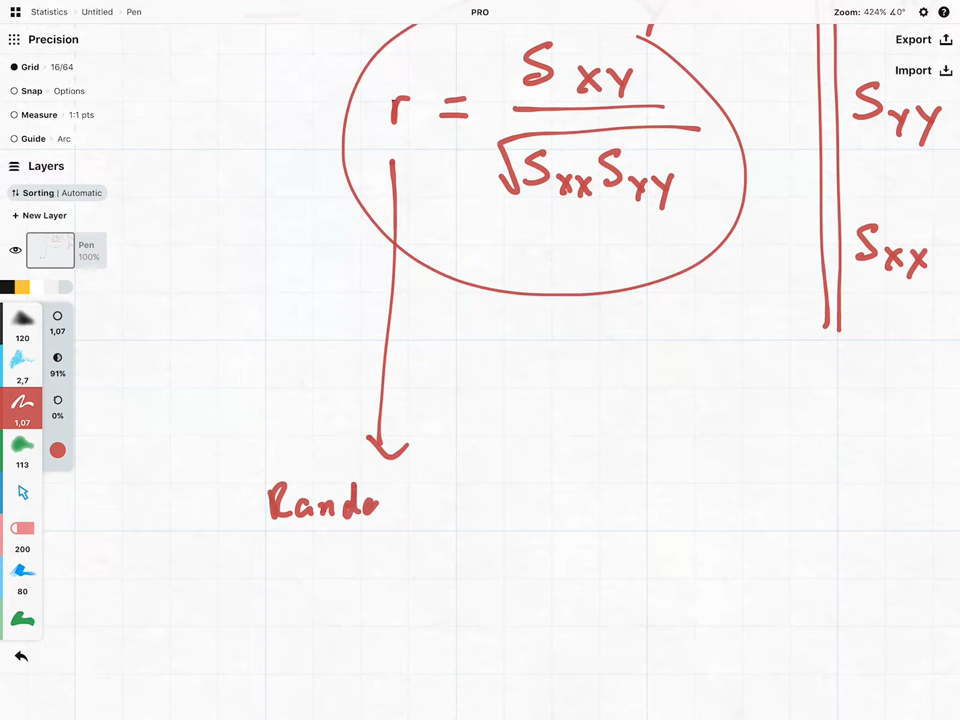 Statistics › Untitled › Pen
PRO
Zoom: 424% ∠0°
Precision
Grid › 16/64
Snap › Options
Measure › 1:1 pts
Guide › Arc
Layers
Sorting | Automatic
+ New Layer
Pen
100%
120
2,7
1,07
113
200
80
1,07
91%
0%
Export
Import
r = S xy / √Sxx Sxy
Syy
Sxx
Rando